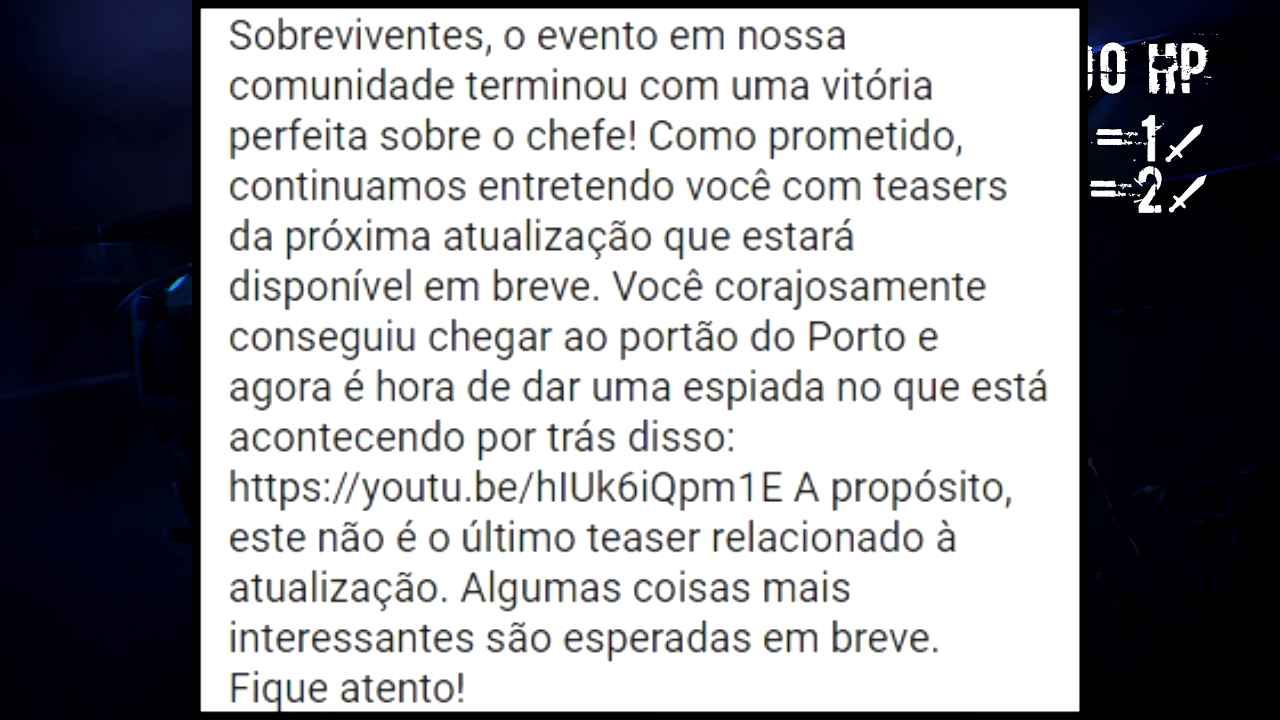 Sobreviventes, o evento em nossa
comunidade terminou com uma vitória
perfeita sobre o chefe! Como prometido,
continuamos entretendo você com teasers
da próxima atualização que estará
disponível em breve. Você corajosamente
conseguiu chegar ao portão do Porto e
agora é hora de dar uma espiada no que está
acontecendo por trás disso:
https://youtu.be/hIUk6iQpm1E A propósito,
este não é o último teaser relacionado à
atualização. Algumas coisas mais
interessantes são esperadas em breve.
Fique atento!
HP
= 1
= 2